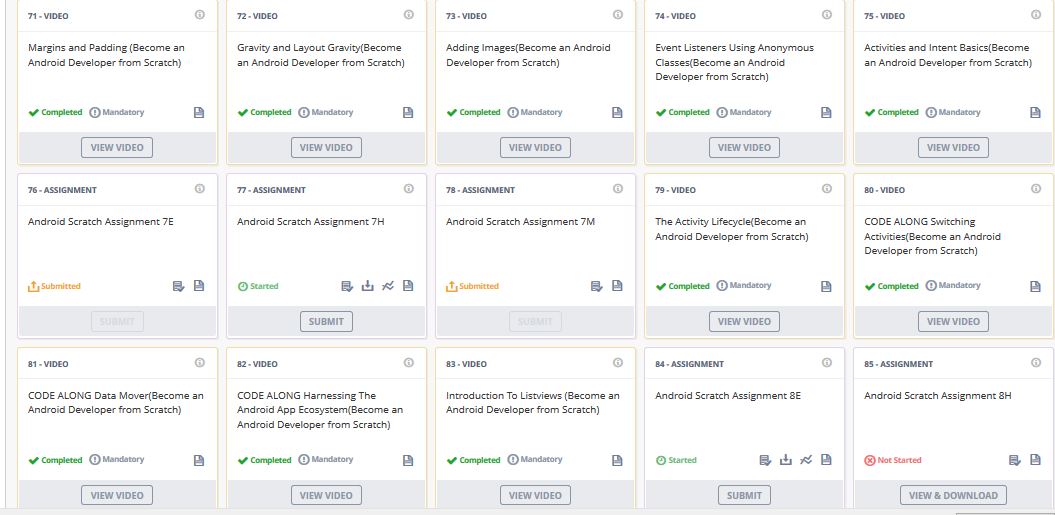 71 - VIDEO
Margins and Padding (Become an
Android Developer from Scratch)
Completed Mandatory
VIEW VIDEO
72 - VIDEO
Gravity and Layout Gravity(Become
an Android Developer from Scratch)
Completed Mandatory
VIEW VIDEO
73 - VIDEO
Adding Images(Become an Android
Developer from Scratch)
Completed Mandatory
VIEW VIDEO
74 - VIDEO
Event Listeners Using Anonymous
Classes(Become an Android
Developer from Scratch)
Completed Mandatory
VIEW VIDEO
75 - VIDEO
Activities and Intent Basics(Become
an Android Developer from Scratch)
Completed Mandatory
VIEW VIDEO
76 - ASSIGNMENT
Android Scratch Assignment 7E
Submitted
SUBMIT
77 - ASSIGNMENT
Android Scratch Assignment 7H
Started
SUBMIT
78 - ASSIGNMENT
Android Scratch Assignment 7M
Submitted
SUBMIT
79 - VIDEO
The Activity Lifecycle(Become an
Android Developer from Scratch)
Completed Mandatory
VIEW VIDEO
80 - VIDEO
CODE ALONG Switching
Activities(Become an Android
Developer from Scratch)
Completed Mandatory
VIEW VIDEO
81 - VIDEO
CODE ALONG Data Mover(Become an
Android Developer from Scratch)
Completed Mandatory
VIEW VIDEO
82 - VIDEO
CODE ALONG Harnessing The
Android App Ecosystem(Become an
Android Developer from Scratch)
Completed Mandatory
VIEW VIDEO
83 - VIDEO
Introduction To Listviews (Become an
Android Developer from Scratch)
Completed Mandatory
VIEW VIDEO
84 - ASSIGNMENT
Android Scratch Assignment 8E
Started
SUBMIT
85 - ASSIGNMENT
Android Scratch Assignment 8H
Not Started
VIEW & DOWNLOAD